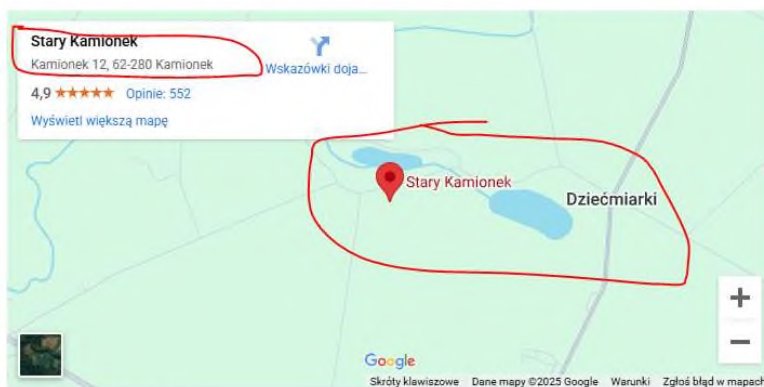 Stary Kamionek
Kamionek 12, 62-280 Kamionek
Wskazówki doja...
4,9
Opinie: 552
Wyświetl większą mapę
Stary Kamionek
Dziećmiarki
+
−
Google
Skróty klawiszowe
Dane mapy ©2025 Google
Warunki
Zgłoś błąd w mapach